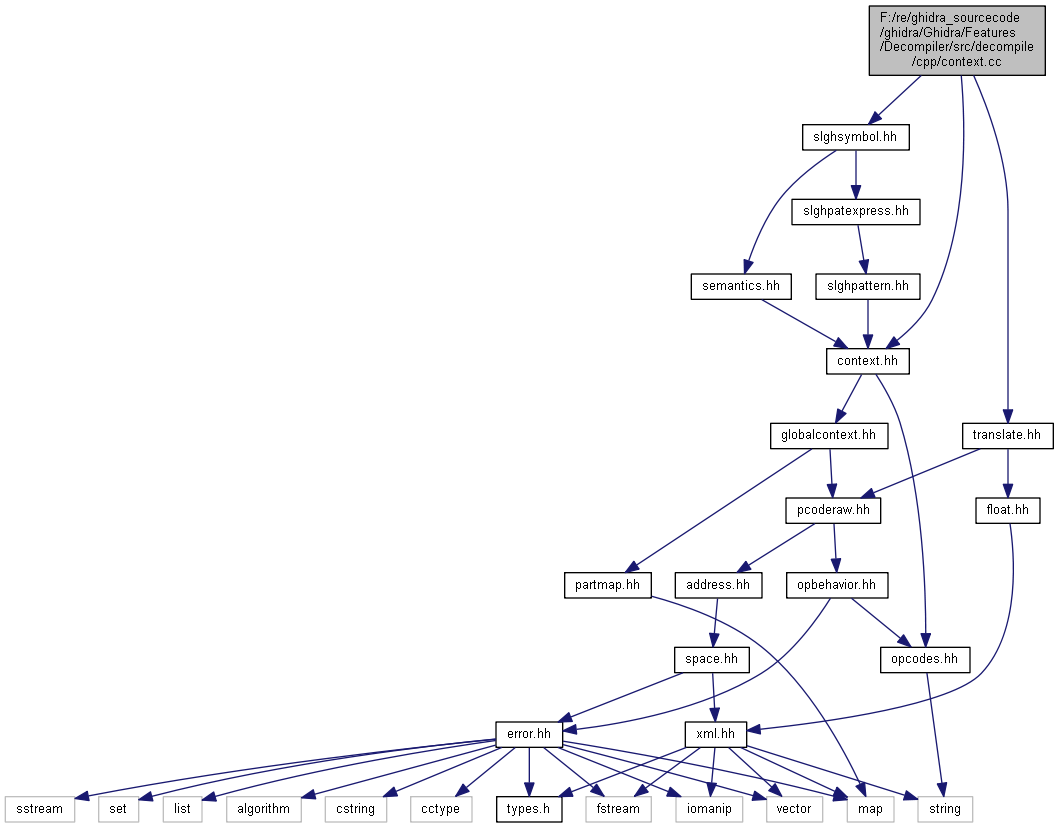 F:/re/ghidra_sourcecode
/ghidra/Ghidra/Features
/Decompiler/src/decompile
/cpp/context.cc
slghsymbol.hh
slghpatexpress.hh
semantics.hh
slghpattern.hh
context.hh
globalcontext.hh
translate.hh
pcoderaw.hh
float.hh
partmap.hh
address.hh
opbehavior.hh
space.hh
opcodes.hh
error.hh
xml.hh
sstream
set
list
algorithm
cstring
cctype
types.h
fstream
iomanip
vector
map
string